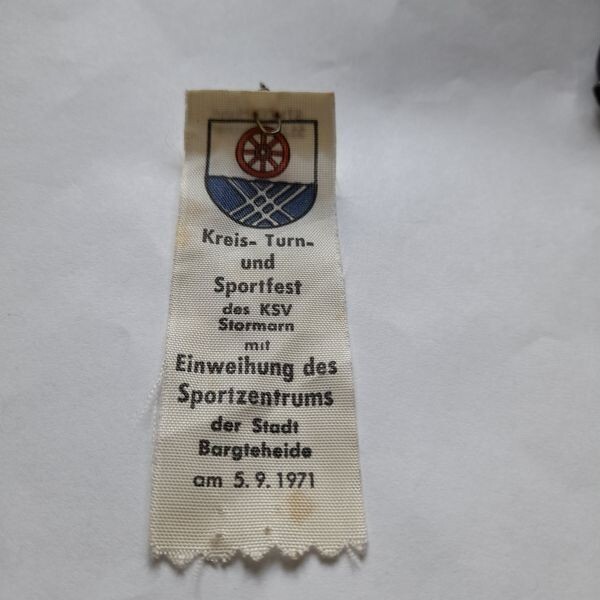 Kreis- Turn-
und
Sportfest
des KSV
Stormarn
mit
Einweihung des
Sportzentrums
der Stadt
Bargteheide
am 5. 9. 1971